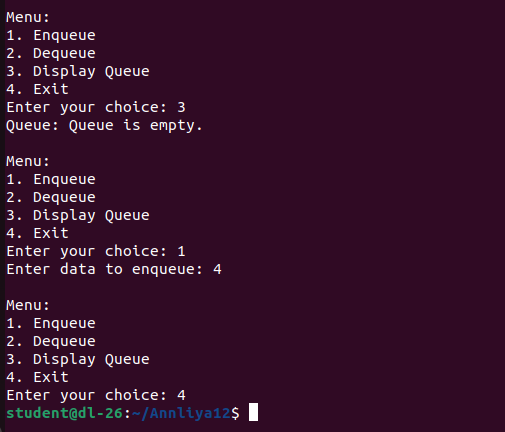 Menu:
1. Enqueue
2. Dequeue
3. Display Queue
4. Exit
Enter your choice: 3
Queue: Queue is empty.
Menu:
1. Enqueue
2. Dequeue
3. Display Queue
4. Exit
Enter your choice: 1
Enter data to enqueue: 4
Menu:
1. Enqueue
2. Dequeue
3. Display Queue
4. Exit
Enter your choice: 4
student@dl-26:~/Annliya12$